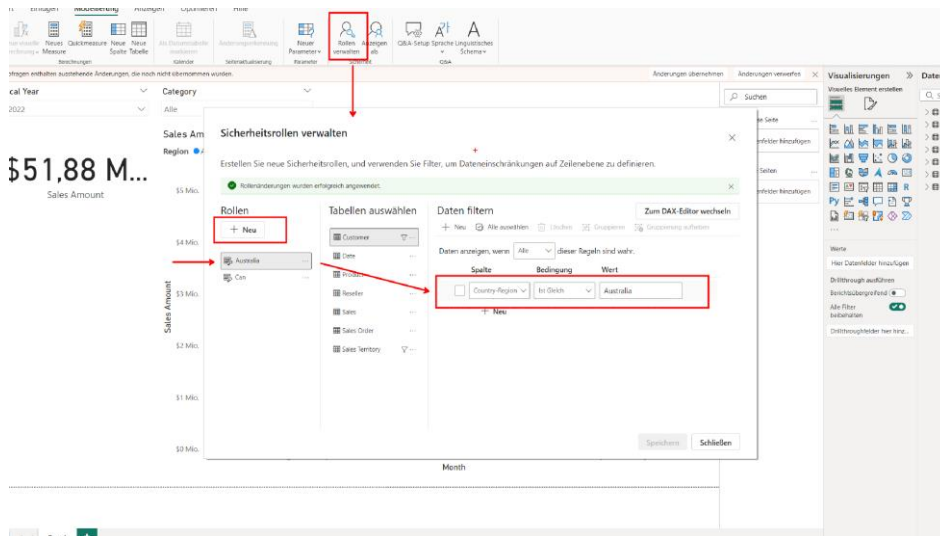 Einfügen Modellierung Anzeigen Optimieren Hilfe
Neues Measure
Quickmeasure
Neue Spalte
Neue Tabelle
Neuer Parameter
Rollen verwalten
Anzeigen als
Q&A-Setup
Sprache
Linguistisches Schema
Berechnungen Kalender Seitenaktualisierung Parameter Sicherheit Q&A
Änderungen übernehmen Änderungen verwerfen
cal Year
2022
Category
Alle
$51,88 M...
Sales Amount
Sales Am
Region
$5 Mio.
$4 Mio.
$3 Mio.
$2 Mio.
$1 Mio.
$0 Mio.
Sales Amount
Month
Sicherheitsrollen verwalten
Erstellen Sie neue Sicherheitsrollen, und verwenden Sie Filter, um Dateneinschränkungen auf Zeilenebene zu definieren.
Rollenänderungen wurden erfolgreich angewendet.
Rollen
+ Neu
Australia
Can
Tabellen auswählen
Customer
Date
Product
Reseller
Sales
Sales Order
Sales Territory
Daten filtern
Zum DAX-Editor wechseln
+ Neu Alle auswählen Löschen Gruppieren Gruppierung aufheben
Daten anzeigen, wenn Alle dieser Regeln sind wahr.
Spalte Bedingung Wert
Country-Region Ist Gleich Australia
+ Neu
Speichern Schließen
Suchen
Visualisierungen
Visuelles Element erstellen
Werte
Hier Datenfelder hinzufügen
Drillthrough ausführen
Berichtsübergreifend
Alle Filter
beibehalten
Drillthroughfelder hier hinz...
Date